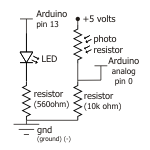 Arduino
pin 13
+5 volts
photo
resistor
LED
Arduino
analog
pin 0
resistor
(560ohm)
resistor
(10k ohm)
gnd
(ground) (-)